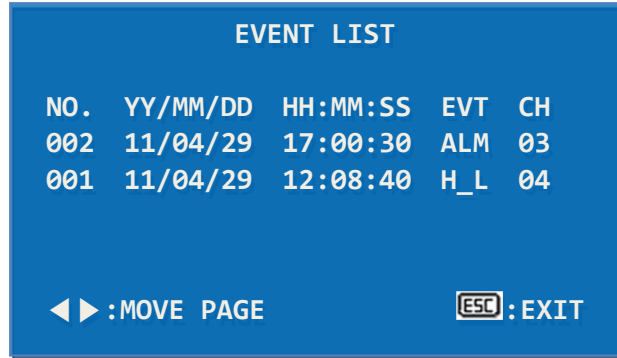 EVENT LIST
NO. YY/MM/DD HH:MM:SS EVT CH
002 11/04/29 17:00:30 ALM 03
001 11/04/29 12:08:40 H_L 04
◀▶:MOVE PAGE ESC:EXIT